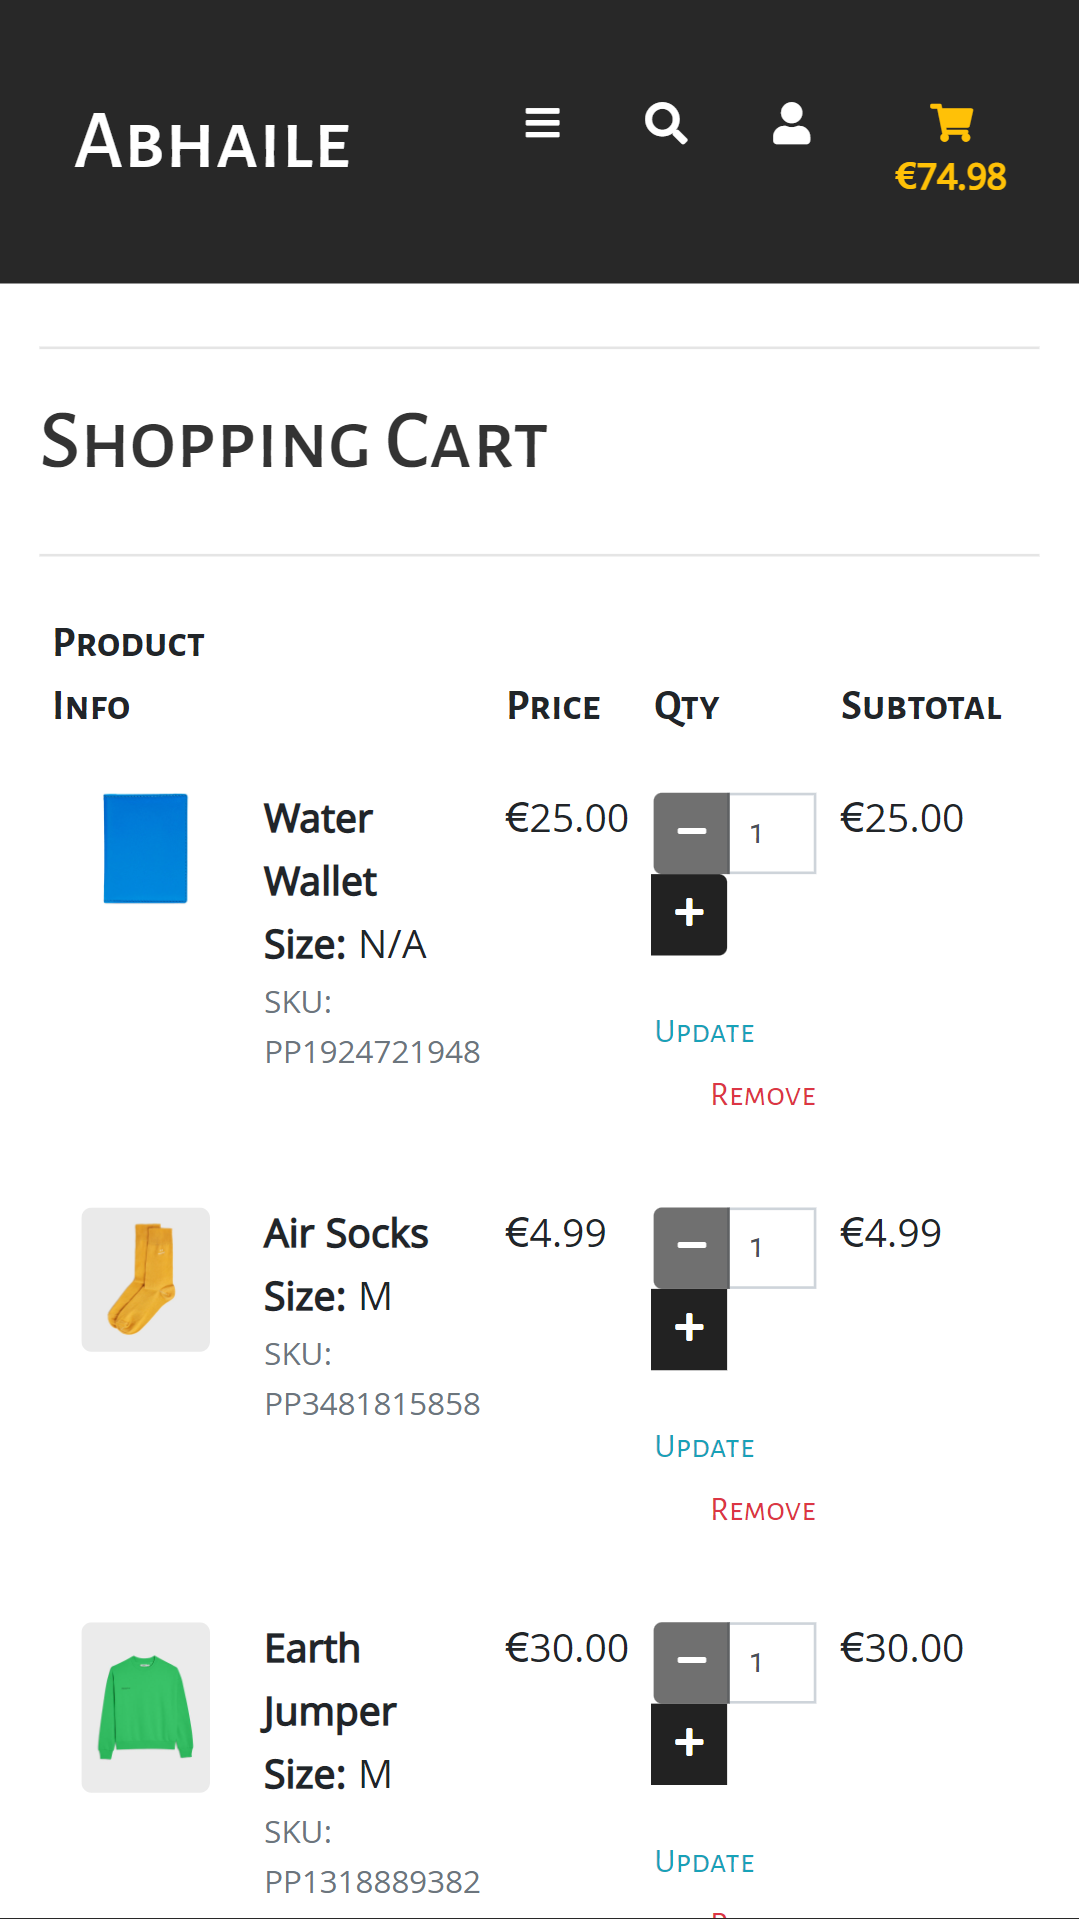 Abhaile
€74.98
Shopping Cart
Product
Info
Price
Qty
Subtotal
Water
Wallet
Size: N/A
SKU:
PP1924721948
€25.00
1
Update
Remove
€25.00
Air Socks
Size: M
SKU:
PP3481815858
€4.99
1
Update
Remove
€4.99
Earth
Jumper
Size: M
SKU:
PP1318889382
€30.00
1
Update
€30.00